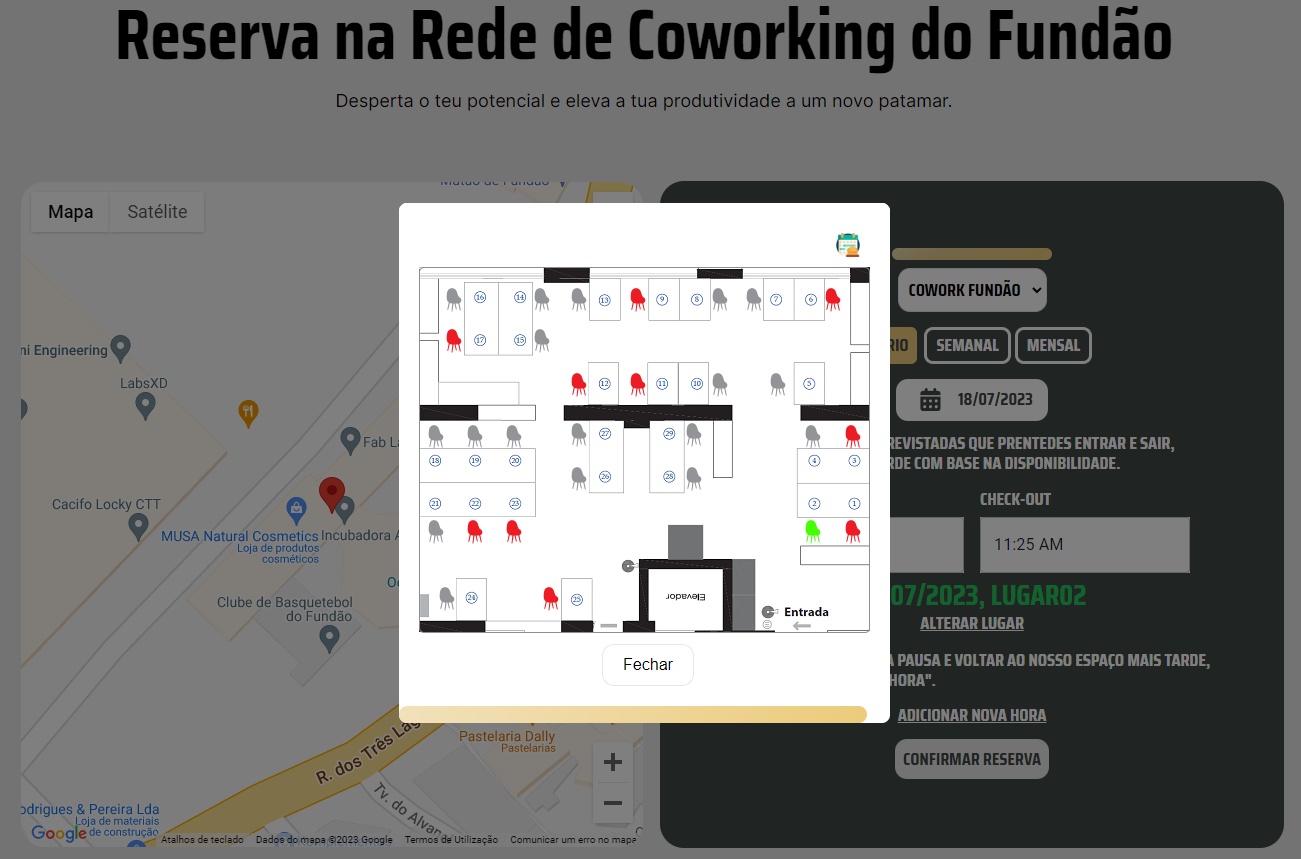 Reserva na Rede de Coworking do Fundão
Desperta o teu potencial e eleva a tua produtividade a um novo patamar.
Mapa
Satélite
ni Engineering
LabsXD
Fab La
Cacifo Locky CTT
MUSA Natural Cosmetics
Loja de produtos
cosméticos
Incubadora A
Clube de Basquetebol
do Fundão
Pastelaria Dally
Pastelarias
R. dos Três Lag
Tv. do Alvar
odrigues & Pereira Lda
Loja de materiais
de construção
Google
Atalhos de teclado
Dados do mapa ©2023 Google
Termos de Utilização
Comunicar um erro no mapa
16 14 13 9 8 7 6
17 15
12 11 10 5
27 29
18 19 20 4 3
26 28
21 22 23 2 1
24 25
Elevador
Entrada
Fechar
COWORK FUNDÃO
RIO
SEMANAL
MENSAL
18/07/2023
REVISTADAS QUE PRENTEDES ENTRAR E SAIR,
RDE COM BASE NA DISPONIBILIDADE.
CHECK-OUT
11:25 AM
07/2023, LUGAR02
ALTERAR LUGAR
A PAUSA E VOLTAR AO NOSSO ESPAÇO MAIS TARDE,
HORA".
ADICIONAR NOVA HORA
CONFIRMAR RESERVA